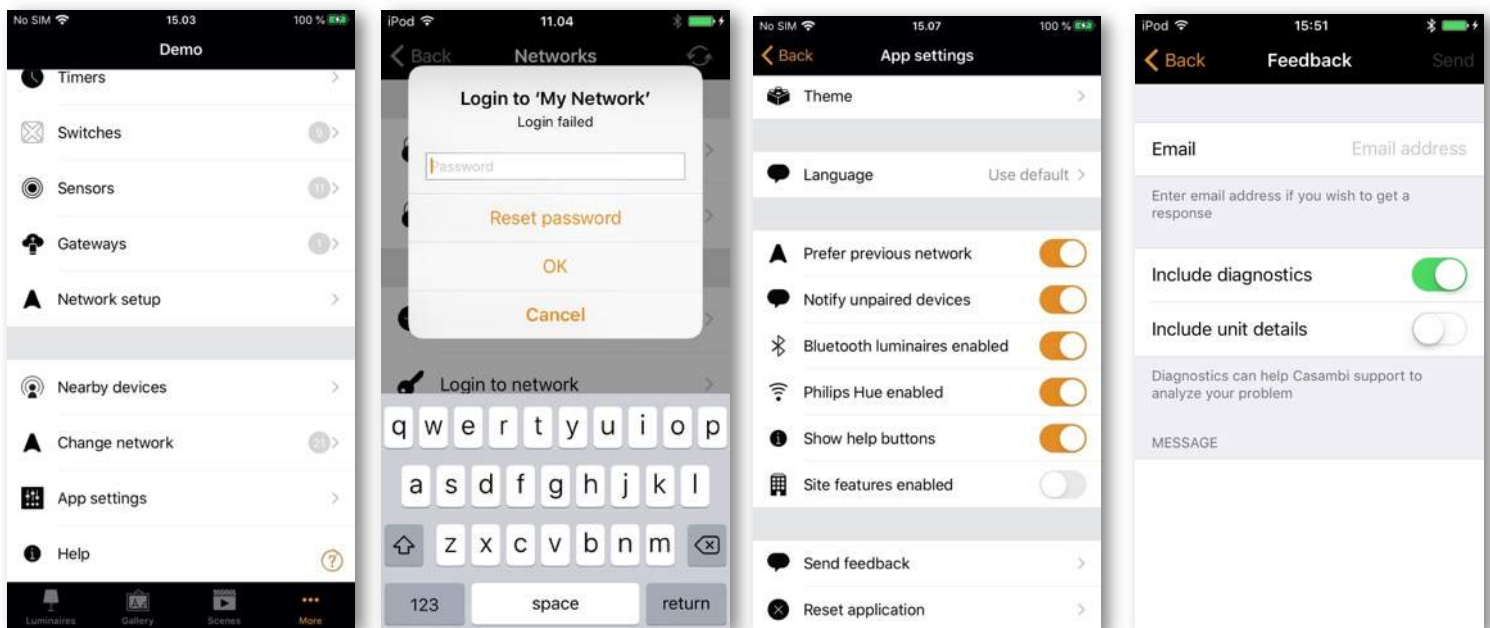 No SIM 15.03 100 %
Demo
Timers
Switches 9
Sensors 11
Gateways 1
Network setup
Nearby devices
Change network 21
App settings
Help ?
Luminaires Gallery Scenes More
iPod 11.04
Back Networks
Login to ‘My Network’
Login failed
Password
Reset password
OK
Cancel
Login to network
q w e r t y u i o p
a s d f g h j k l
z x c v b n m
123 space return
No SIM 15.07 100 %
Back App settings
Theme
Language Use default
Prefer previous network
Notify unpaired devices
Bluetooth luminaires enabled
Philips Hue enabled
Show help buttons
Site features enabled
Send feedback
Reset application
iPod 15:51
Back Feedback Send
Email Email address
Enter email address if you wish to get a
response
Include diagnostics
Include unit details
Diagnostics can help Casambi support to
analyze your problem
MESSAGE